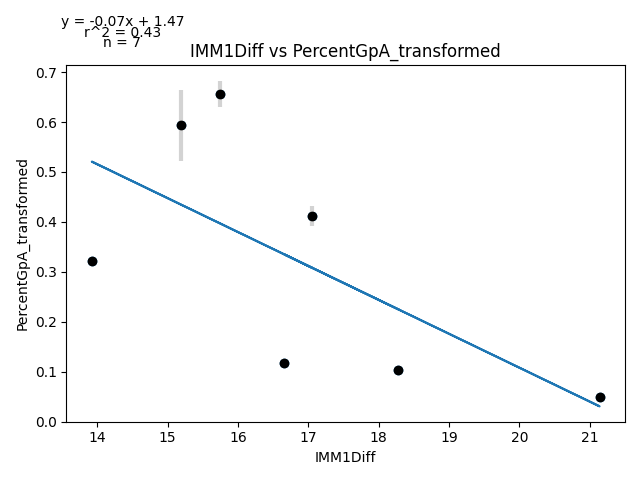 y = -0.07x + 1.47
r^2 = 0.43
n = 7
IMM1Diff vs PercentGpA_transformed
PercentGpA_transformed
0.7
0.6
0.5
0.4
0.3
0.2
0.1
0.0
14 15 16 17 18 19 20 21
IMM1Diff